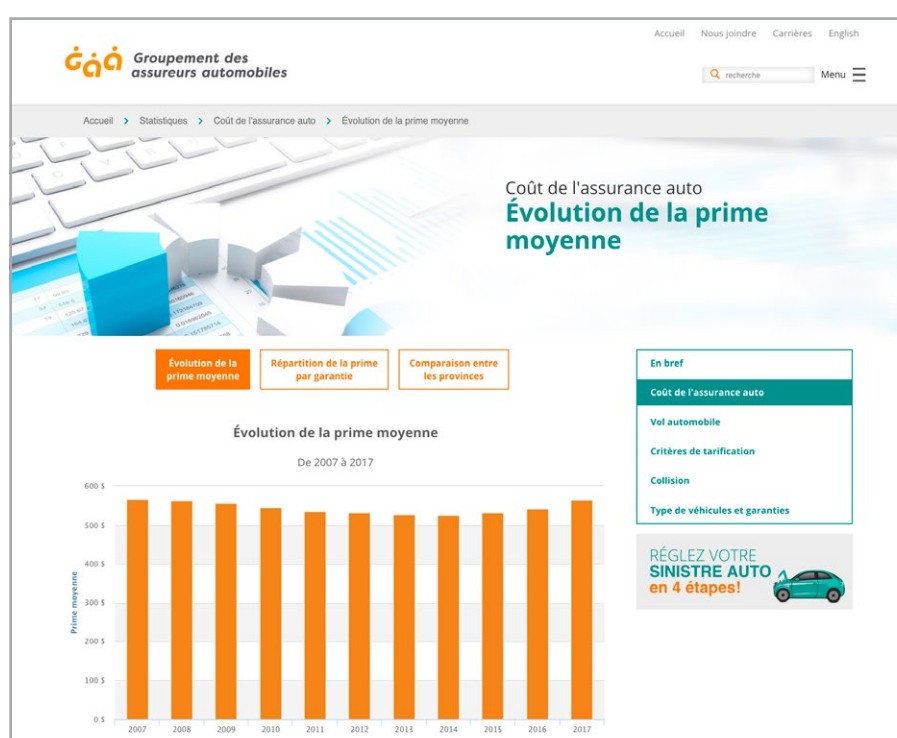 Accueil Nous joindre Carrières English
Groupement des
assureurs automobiles
recherche
Menu
Accueil > Statistiques > Coût de l'assurance auto > Évolution de la prime moyenne
Coût de l'assurance auto
Évolution de la prime
moyenne
Évolution de la
prime moyenne
Répartition de la prime
par garantie
Comparaison entre
les provinces
En bref
Coût de l'assurance auto
Vol automobile
Critères de tarification
Collision
Type de véhicules et garanties
RÉGLEZ VOTRE
SINISTRE AUTO
en 4 étapes!
Évolution de la prime moyenne
De 2007 à 2017
Prime moyenne
600 $
500 $
400 $
300 $
200 $
100 $
0 $
2007 2008 2009 2010 2011 2012 2013 2014 2015 2016 2017